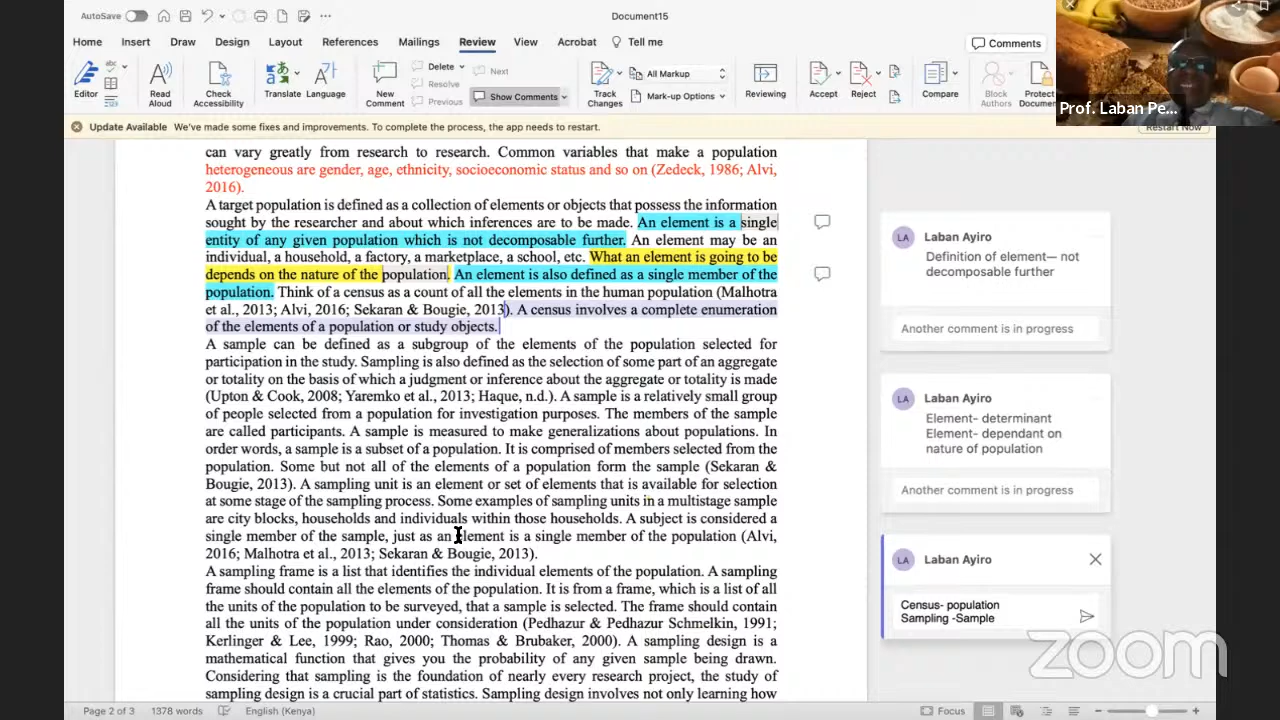 AutoSave
Document15
Home Insert Draw Design Layout References Mailings Review View Acrobat Tell me
Comments
Editor
Read Aloud
Check Accessibility
Translate
Language
New Comment
Delete
Resolve
Previous
Next
Show Comments
Track Changes
All Markup
Mark-up Options
Reviewing
Accept
Reject
Compare
Block Authors
Protect
Prof. Laban Pe...
Update Available We've made some fixes and improvements. To complete the process, the app needs to restart.
Restart Now
can vary greatly from research to research. Common variables that make a population
heterogeneous are gender, age, ethnicity, socioeconomic status and so on (Zedeck, 1986; Alvi,
2016).
A target population is defined as a collection of elements or objects that possess the information
sought by the researcher and about which inferences are to be made. An element is a single
entity of any given population which is not decomposable further. An element may be an
individual, a household, a factory, a marketplace, a school, etc. What an element is going to be
depends on the nature of the population. An element is also defined as a single member of the
population. Think of a census as a count of all the elements in the human population (Malhotra
et al., 2013; Alvi, 2016; Sekaran & Bougie, 2013). A census involves a complete enumeration
of the elements of a population or study objects.
A sample can be defined as a subgroup of the elements of the population selected for
participation in the study. Sampling is also defined as the selection of some part of an aggregate
or totality on the basis of which a judgment or inference about the aggregate or totality is made
(Upton & Cook, 2008; Yaremko et al., 2013; Haque, n.d.). A sample is a relatively small group
of people selected from a population for investigation purposes. The members of the sample
are called participants. A sample is measured to make generalizations about populations. In
order words, a sample is a subset of a population. It is comprised of members selected from the
population. Some but not all of the elements of a population form the sample (Sekaran &
Bougie, 2013). A sampling unit is an element or set of elements that is available for selection
at some stage of the sampling process. Some examples of sampling units in a multistage sample
are city blocks, households and individuals within those households. A subject is considered a
single member of the sample, just as an element is a single member of the population (Alvi,
2016; Malhotra et al., 2013; Sekaran & Bougie, 2013).
A sampling frame is a list that identifies the individual elements of the population. A sampling
frame should contain all the elements of the population. It is from a frame, which is a list of all
the units of the population to be surveyed, that a sample is selected. The frame should contain
all the units of the population under consideration (Pedhazur & Pedhazur Schmelkin, 1991;
Kerlinger & Lee, 1999; Rao, 2000; Thomas & Brubaker, 2000). A sampling design is a
mathematical function that gives you the probability of any given sample being drawn.
Considering that sampling is the foundation of nearly every research project, the study of
sampling design is a crucial part of statistics. Sampling design involves not only learning how
LA Laban Ayiro
Definition of element— not
decomposable further
Another comment is in progress
LA Laban Ayiro
Element- determinant
Element- dependant on
nature of population
Another comment is in progress
LA Laban Ayiro
Census- population
Sampling -Sample
zoom
Page 2 of 3 1378 words English (Kenya) Focus